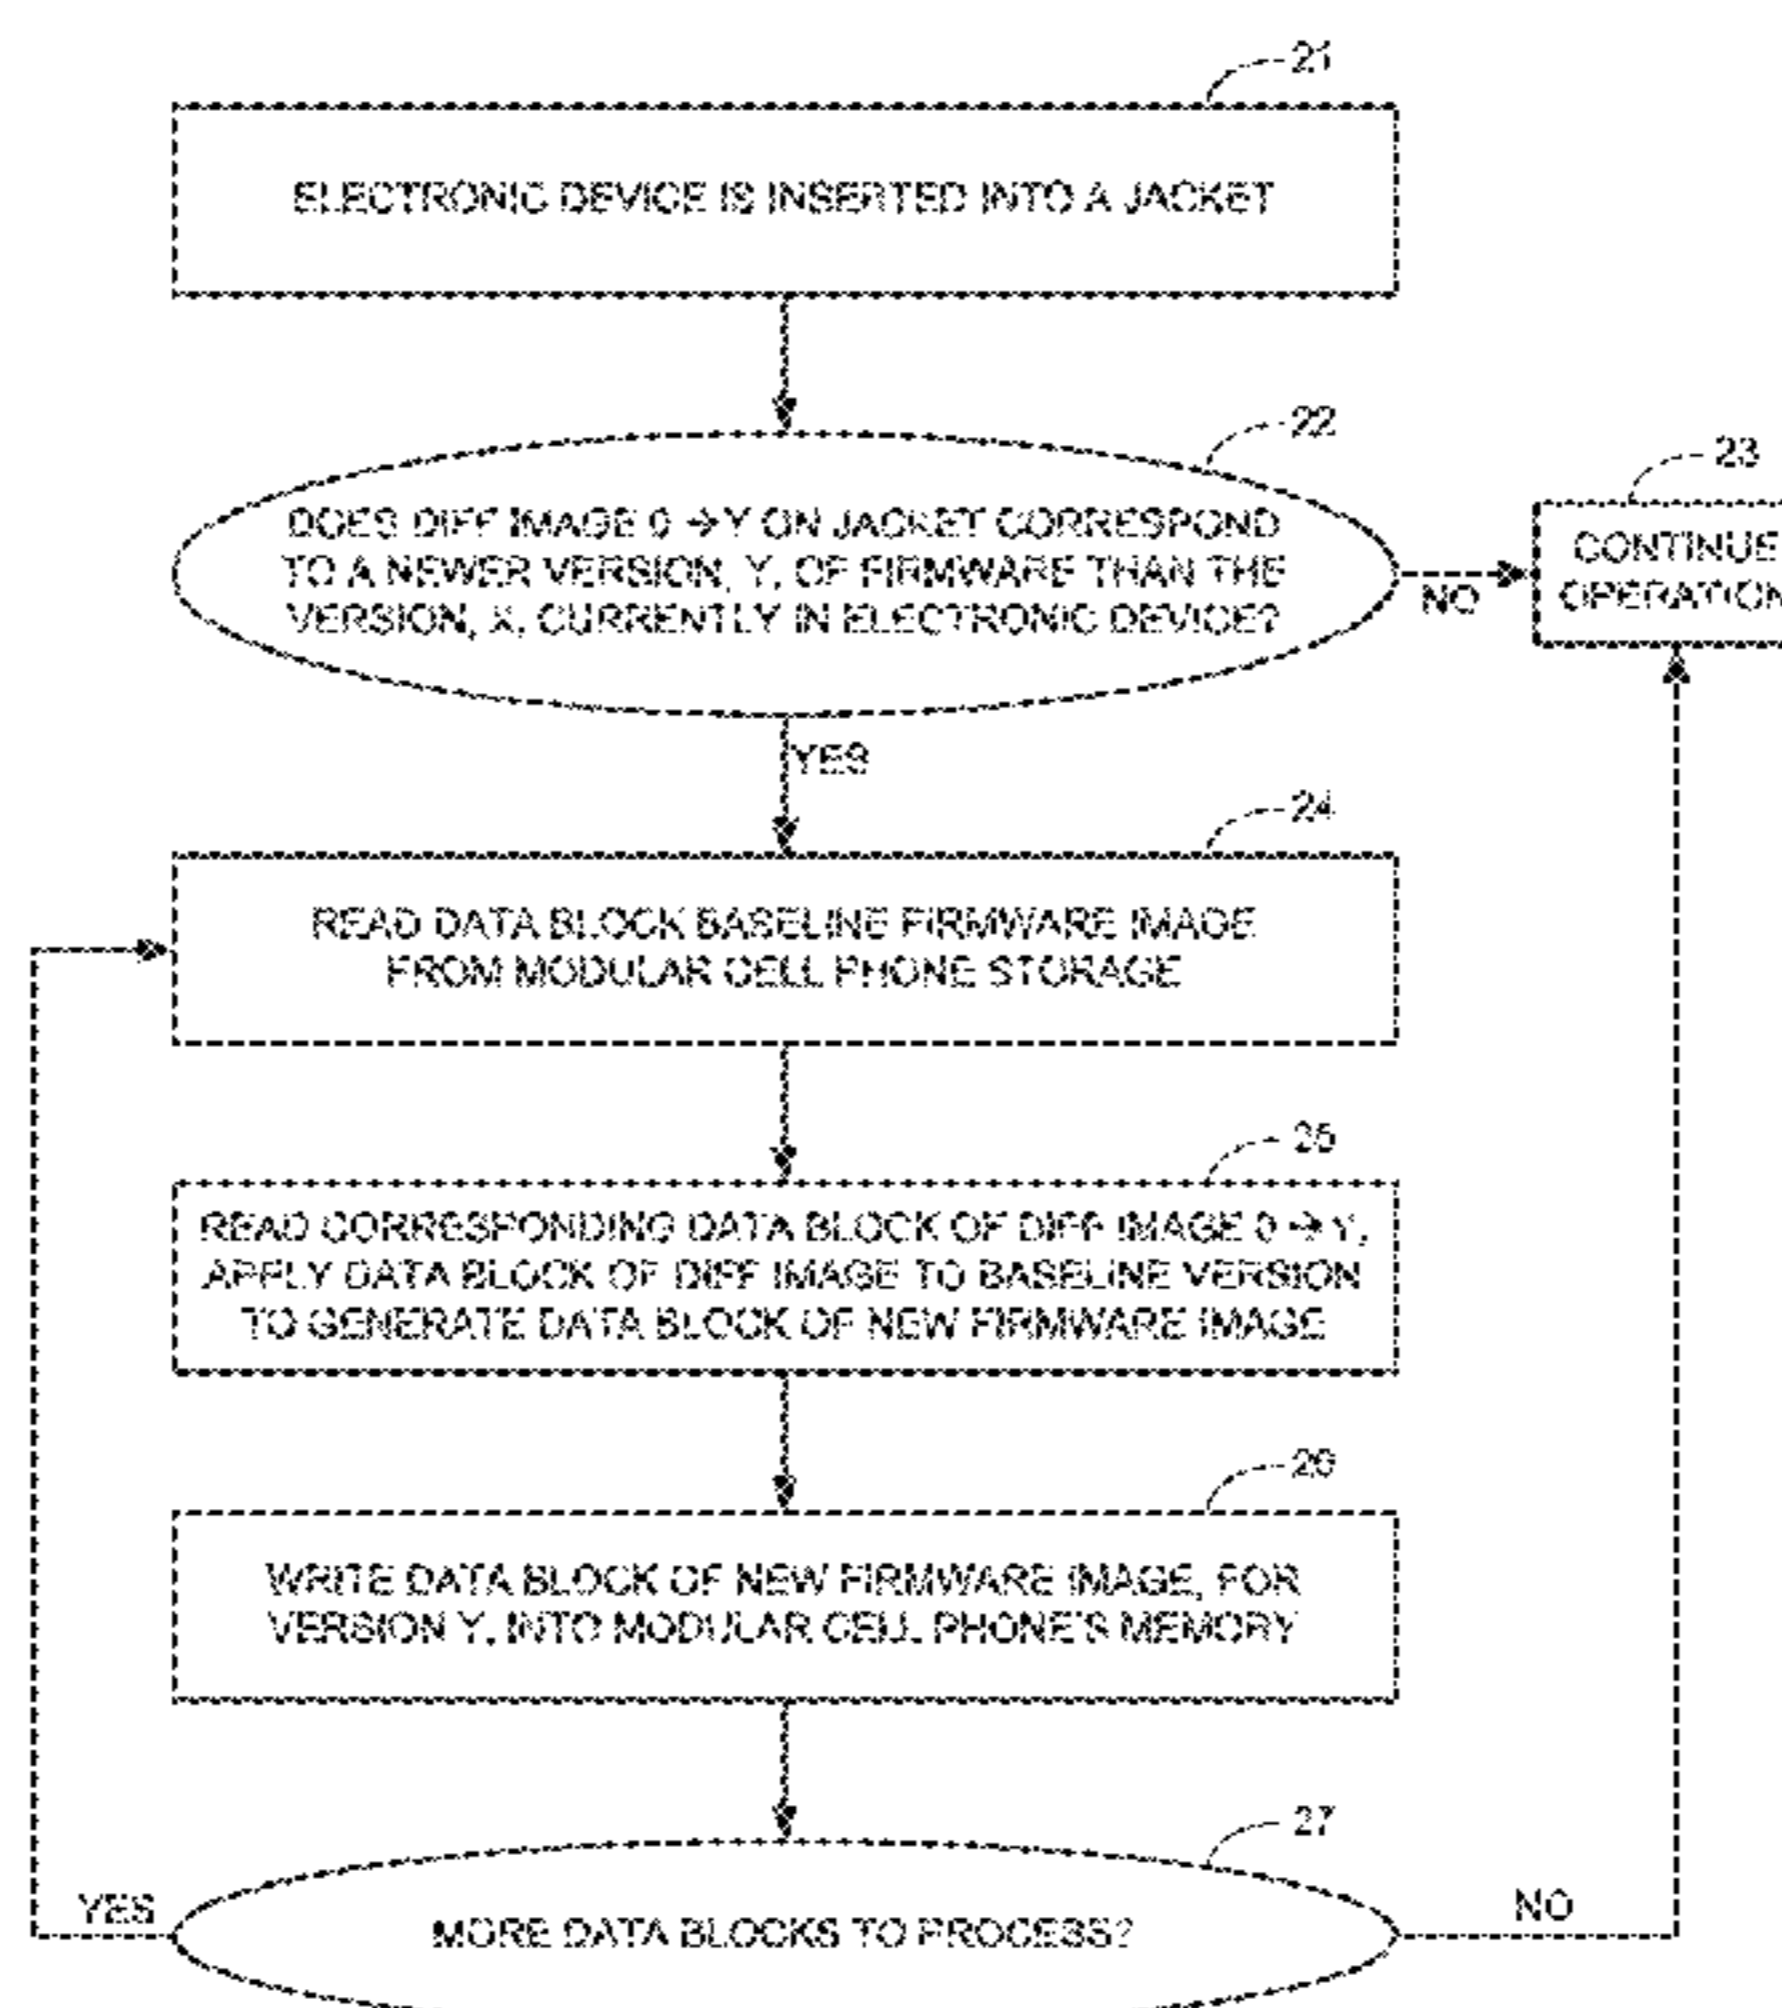 21
ELECTRONIC DEVICE IS INSERTED INTO A JACKET
22
DOES DIFF IMAGE 0 →Y ON JACKET CORRESPOND
TO A NEWER VERSION, Y, OF FIRMWARE THAN THE
VERSION, X, CURRENTLY IN ELECTRONIC DEVICE?
NO
23
CONTINUE
OPERATION
YES
24
READ DATA BLOCK BASELINE FIRMWARE IMAGE
FROM MODULAR CELL PHONE STORAGE
25
READ CORRESPONDING DATA BLOCK OF DIFF IMAGE 0 →Y,
APPLY DATA BLOCK OF DIFF IMAGE TO BASELINE VERSION
TO GENERATE DATA BLOCK OF NEW FIRMWARE IMAGE
26
WRITE DATA BLOCK OF NEW FIRMWARE IMAGE, FOR
VERSION Y, INTO MODULAR CELL PHONE'S MEMORY
27
YES
MORE DATA BLOCKS TO PROCESS?
NO